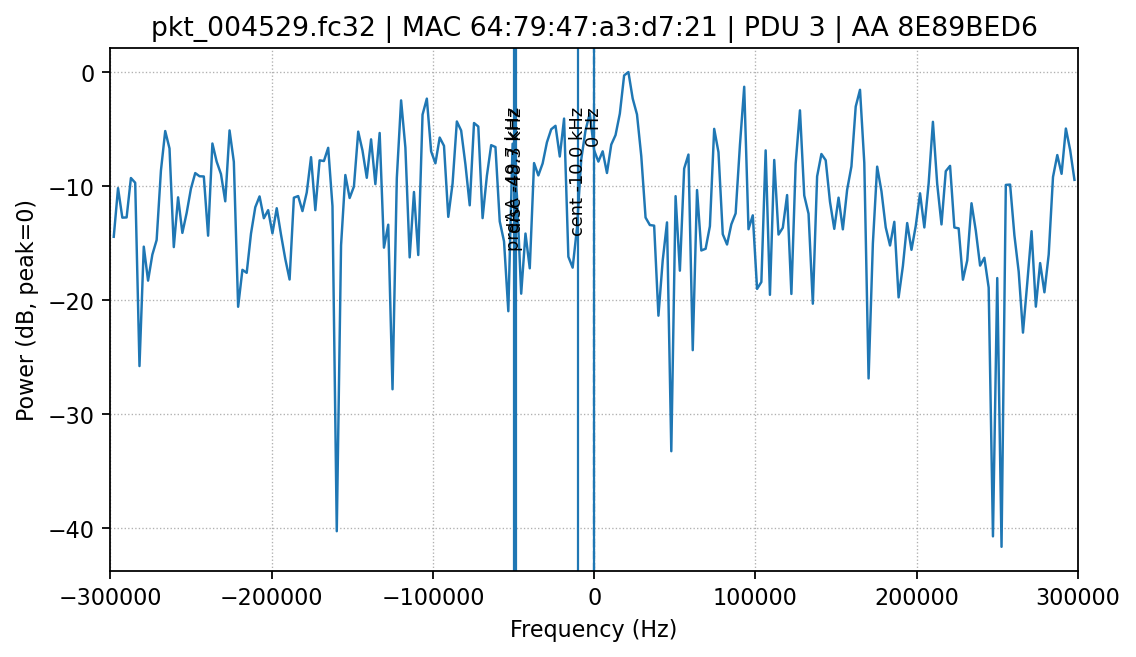 pkt_004529.fc32 | MAC 64:79:47:a3:d7:21 | PDU 3 | AA 8E89BED6
Power (dB, peak=0)
0
−10
−20
−30
−40
cent -10.0 kHz
0 Hz
−300000
−200000
−100000
0
100000
200000
300000
Frequency (Hz)